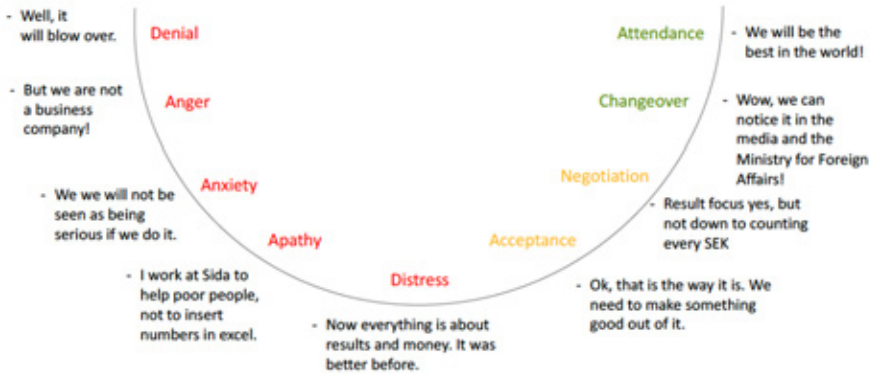 - Well, it
will blow over.
Denial
- But we are not
a business
company!
Anger
- We we will not be
seen as being
serious if we do it.
Anxiety
- I work at Sida to
help poor people,
not to insert
numbers in excel.
Apathy
- Now everything is about
results and money. It was
better before.
Distress
- Ok, that is the way it is. We
need to make something
good out of it.
Acceptance
- Result focus yes, but
not down to counting
every SEK
Negotiation
- Wow, we can
notice it in the
media and the
Ministry for Foreign
Affairs!
Changeover
- We will be the
best in the world!
Attendance